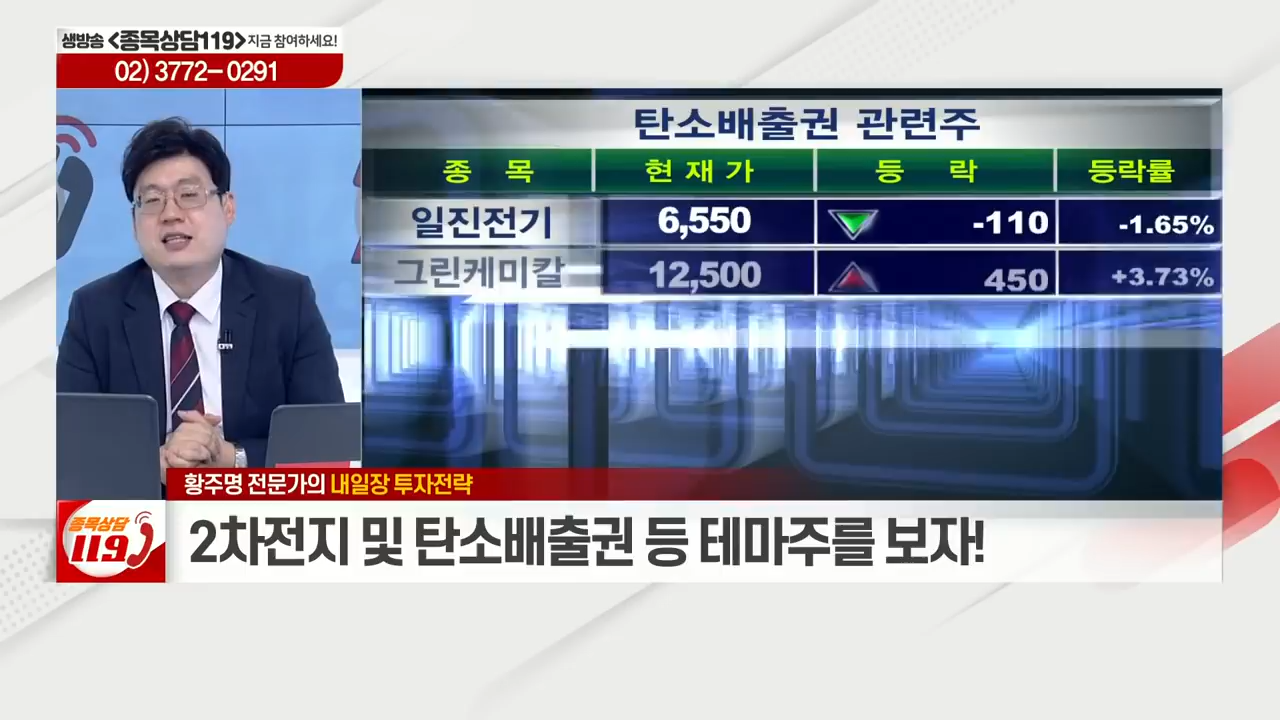 생방송 <종목상담119> 지금 참여하세요!
02) 3772-0291
탄소배출권 관련주
종 목 현 재 가 등 락 등락률
일진전기 6,550 -110 -1.65%
그린케미칼 12,500 450 +3.73%
황주명 전문가의 내일장 투자전략
종목상담
119
2차전지 및 탄소배출권 등 테마주를 보자!